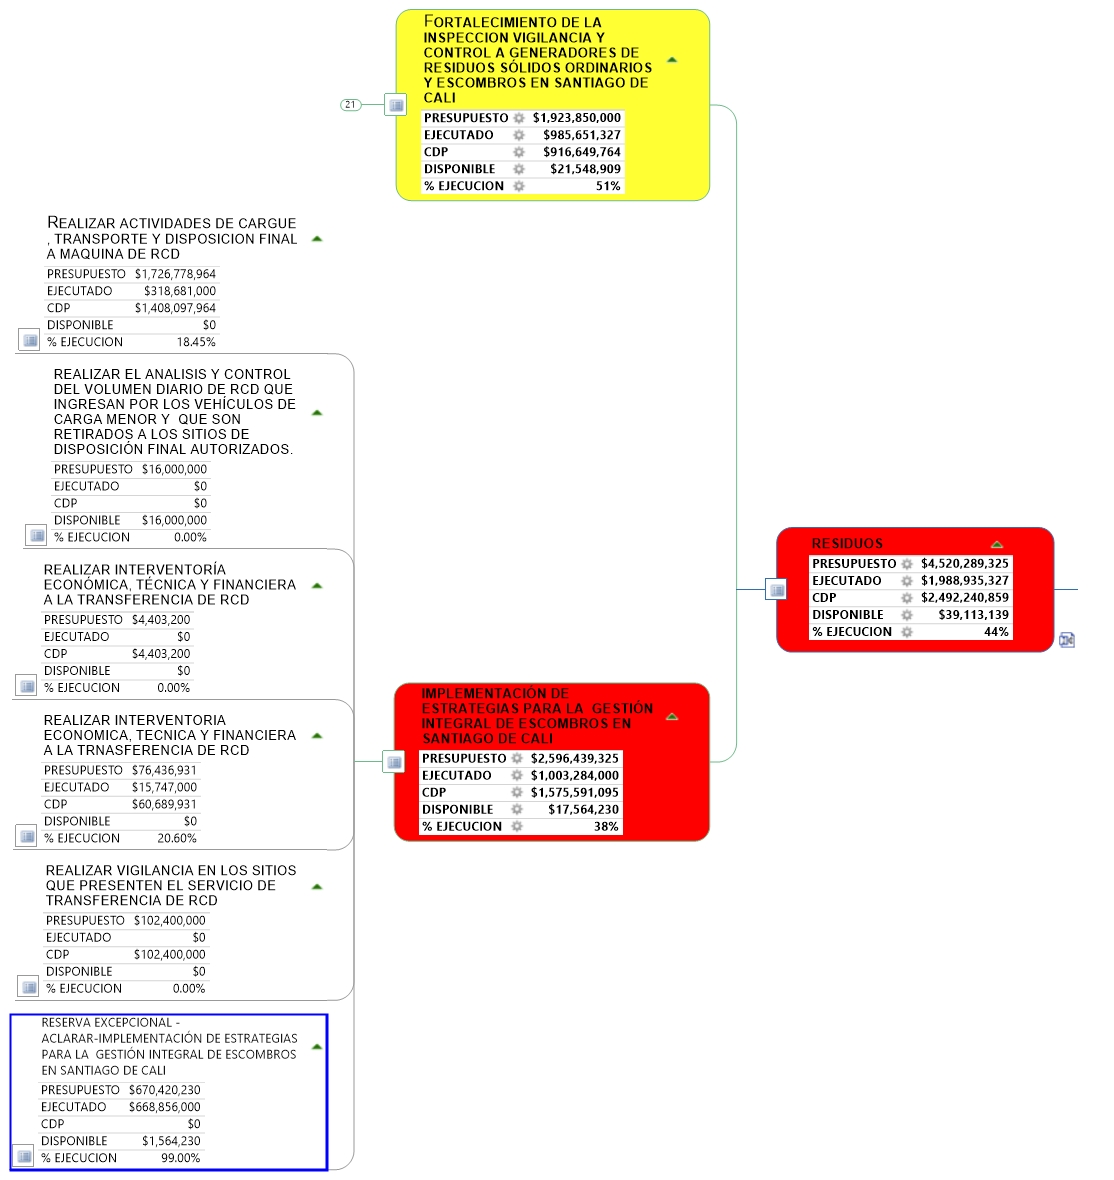 FORTALECIMIENTO DE LA
INSPECCION VIGILANCIA Y
CONTROL A GENERADORES DE
RESIDUOS SÓLIDOS ORDINARIOS
Y ESCOMBROS EN SANTIAGO DE
CALI
21
PRESUPUESTO $1,923,850,000
EJECUTADO $985,651,327
CDP $916,649,764
DISPONIBLE $21,548,909
% EJECUCION 51%
REALIZAR ACTIVIDADES DE CARGUE
, TRANSPORTE Y DISPOSICION FINAL
A MAQUINA DE RCD
PRESUPUESTO $1,726,778,964
EJECUTADO $318,681,000
CDP $1,408,097,964
DISPONIBLE $0
% EJECUCION 18.45%
REALIZAR EL ANALISIS Y CONTROL
DEL VOLUMEN DIARIO DE RCD QUE
INGRESAN POR LOS VEHÍCULOS DE
CARGA MENOR Y QUE SON
RETIRADOS A LOS SITIOS DE
DISPOSICIÓN FINAL AUTORIZADOS.
PRESUPUESTO $16,000,000
EJECUTADO $0
CDP $0
DISPONIBLE $16,000,000
% EJECUCION 0.00%
REALIZAR INTERVENTORÍA
ECONÓMICA, TÉCNICA Y FINANCIERA
A LA TRANSFERENCIA DE RCD
PRESUPUESTO $4,403,200
EJECUTADO $0
CDP $4,403,200
DISPONIBLE $0
% EJECUCION 0.00%
REALIZAR INTERVENTORIA
ECONOMICA, TECNICA Y FINANCIERA
A LA TRNASFERENCIA DE RCD
PRESUPUESTO $76,436,931
EJECUTADO $15,747,000
CDP $60,689,931
DISPONIBLE $0
% EJECUCION 20.60%
REALIZAR VIGILANCIA EN LOS SITIOS
QUE PRESENTEN EL SERVICIO DE
TRANSFERENCIA DE RCD
PRESUPUESTO $102,400,000
EJECUTADO $0
CDP $102,400,000
DISPONIBLE $0
% EJECUCION 0.00%
RESERVA EXCEPCIONAL -
ACLARAR-IMPLEMENTACIÓN DE ESTRATEGIAS
PARA LA GESTIÓN INTEGRAL DE ESCOMBROS
EN SANTIAGO DE CALI
PRESUPUESTO $670,420,230
EJECUTADO $668,856,000
CDP $0
DISPONIBLE $1,564,230
% EJECUCION 99.00%
IMPLEMENTACIÓN DE
ESTRATEGIAS PARA LA GESTIÓN
INTEGRAL DE ESCOMBROS EN
SANTIAGO DE CALI
PRESUPUESTO $2,596,439,325
EJECUTADO $1,003,284,000
CDP $1,575,591,095
DISPONIBLE $17,564,230
% EJECUCION 38%
RESIDUOS
PRESUPUESTO $4,520,289,325
EJECUTADO $1,988,935,327
CDP $2,492,240,859
DISPONIBLE $39,113,139
% EJECUCION 44%